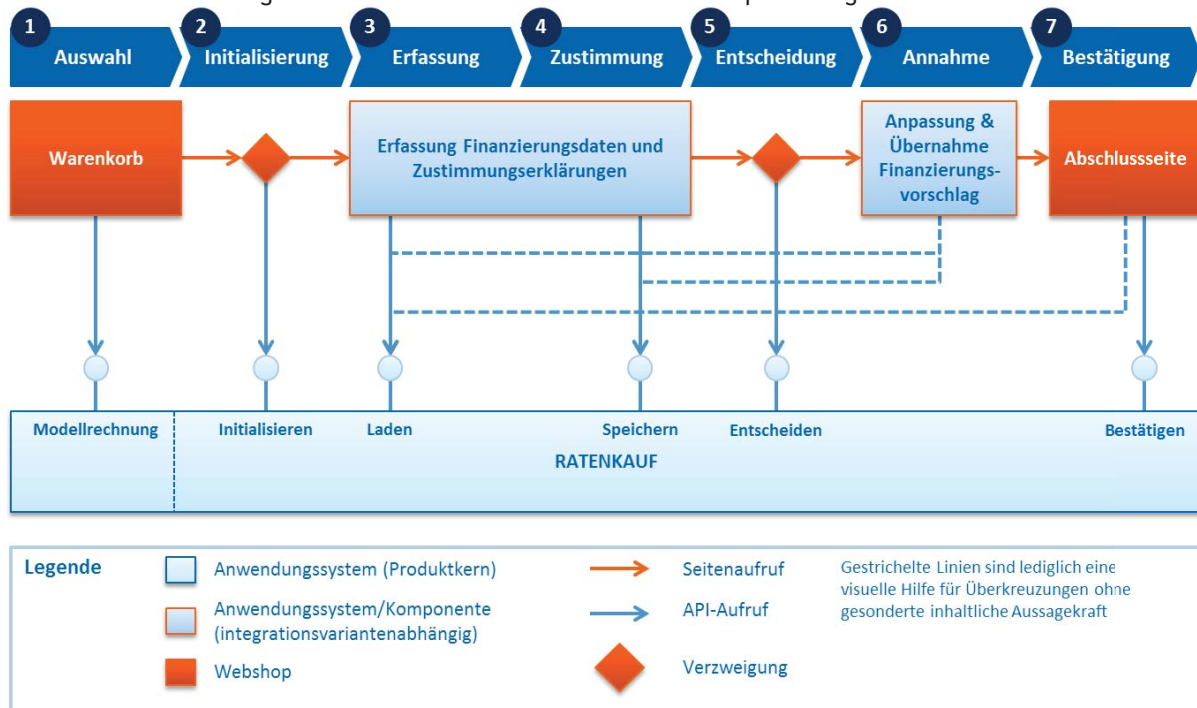 1
2
3
4
5
6
7
Auswahl
Initialisierung
Erfassung
Zustimmung
Entscheidung
Annahme
Bestätigung
Warenkorb
Erfassung Finanzierungsdaten und
Zustimmungserklärungen
Anpassung &
Übernahme
Finanzierungs-
vorschlag
Abschlussseite
Modellrechnung
Initialisieren
Laden
Speichern
Entscheiden
Bestätigen
RATENKAUF
Legende
Anwendungssystem (Produktkern)
Anwendungssystem/Komponente
(integrationsvariantenabhängig)
Webshop
Seitenaufruf
API-Aufruf
Verzweigung
Gestrichelte Linien sind lediglich eine
visuelle Hilfe für Überkreuzungen ohne
gesonderte inhaltliche Aussagekraft